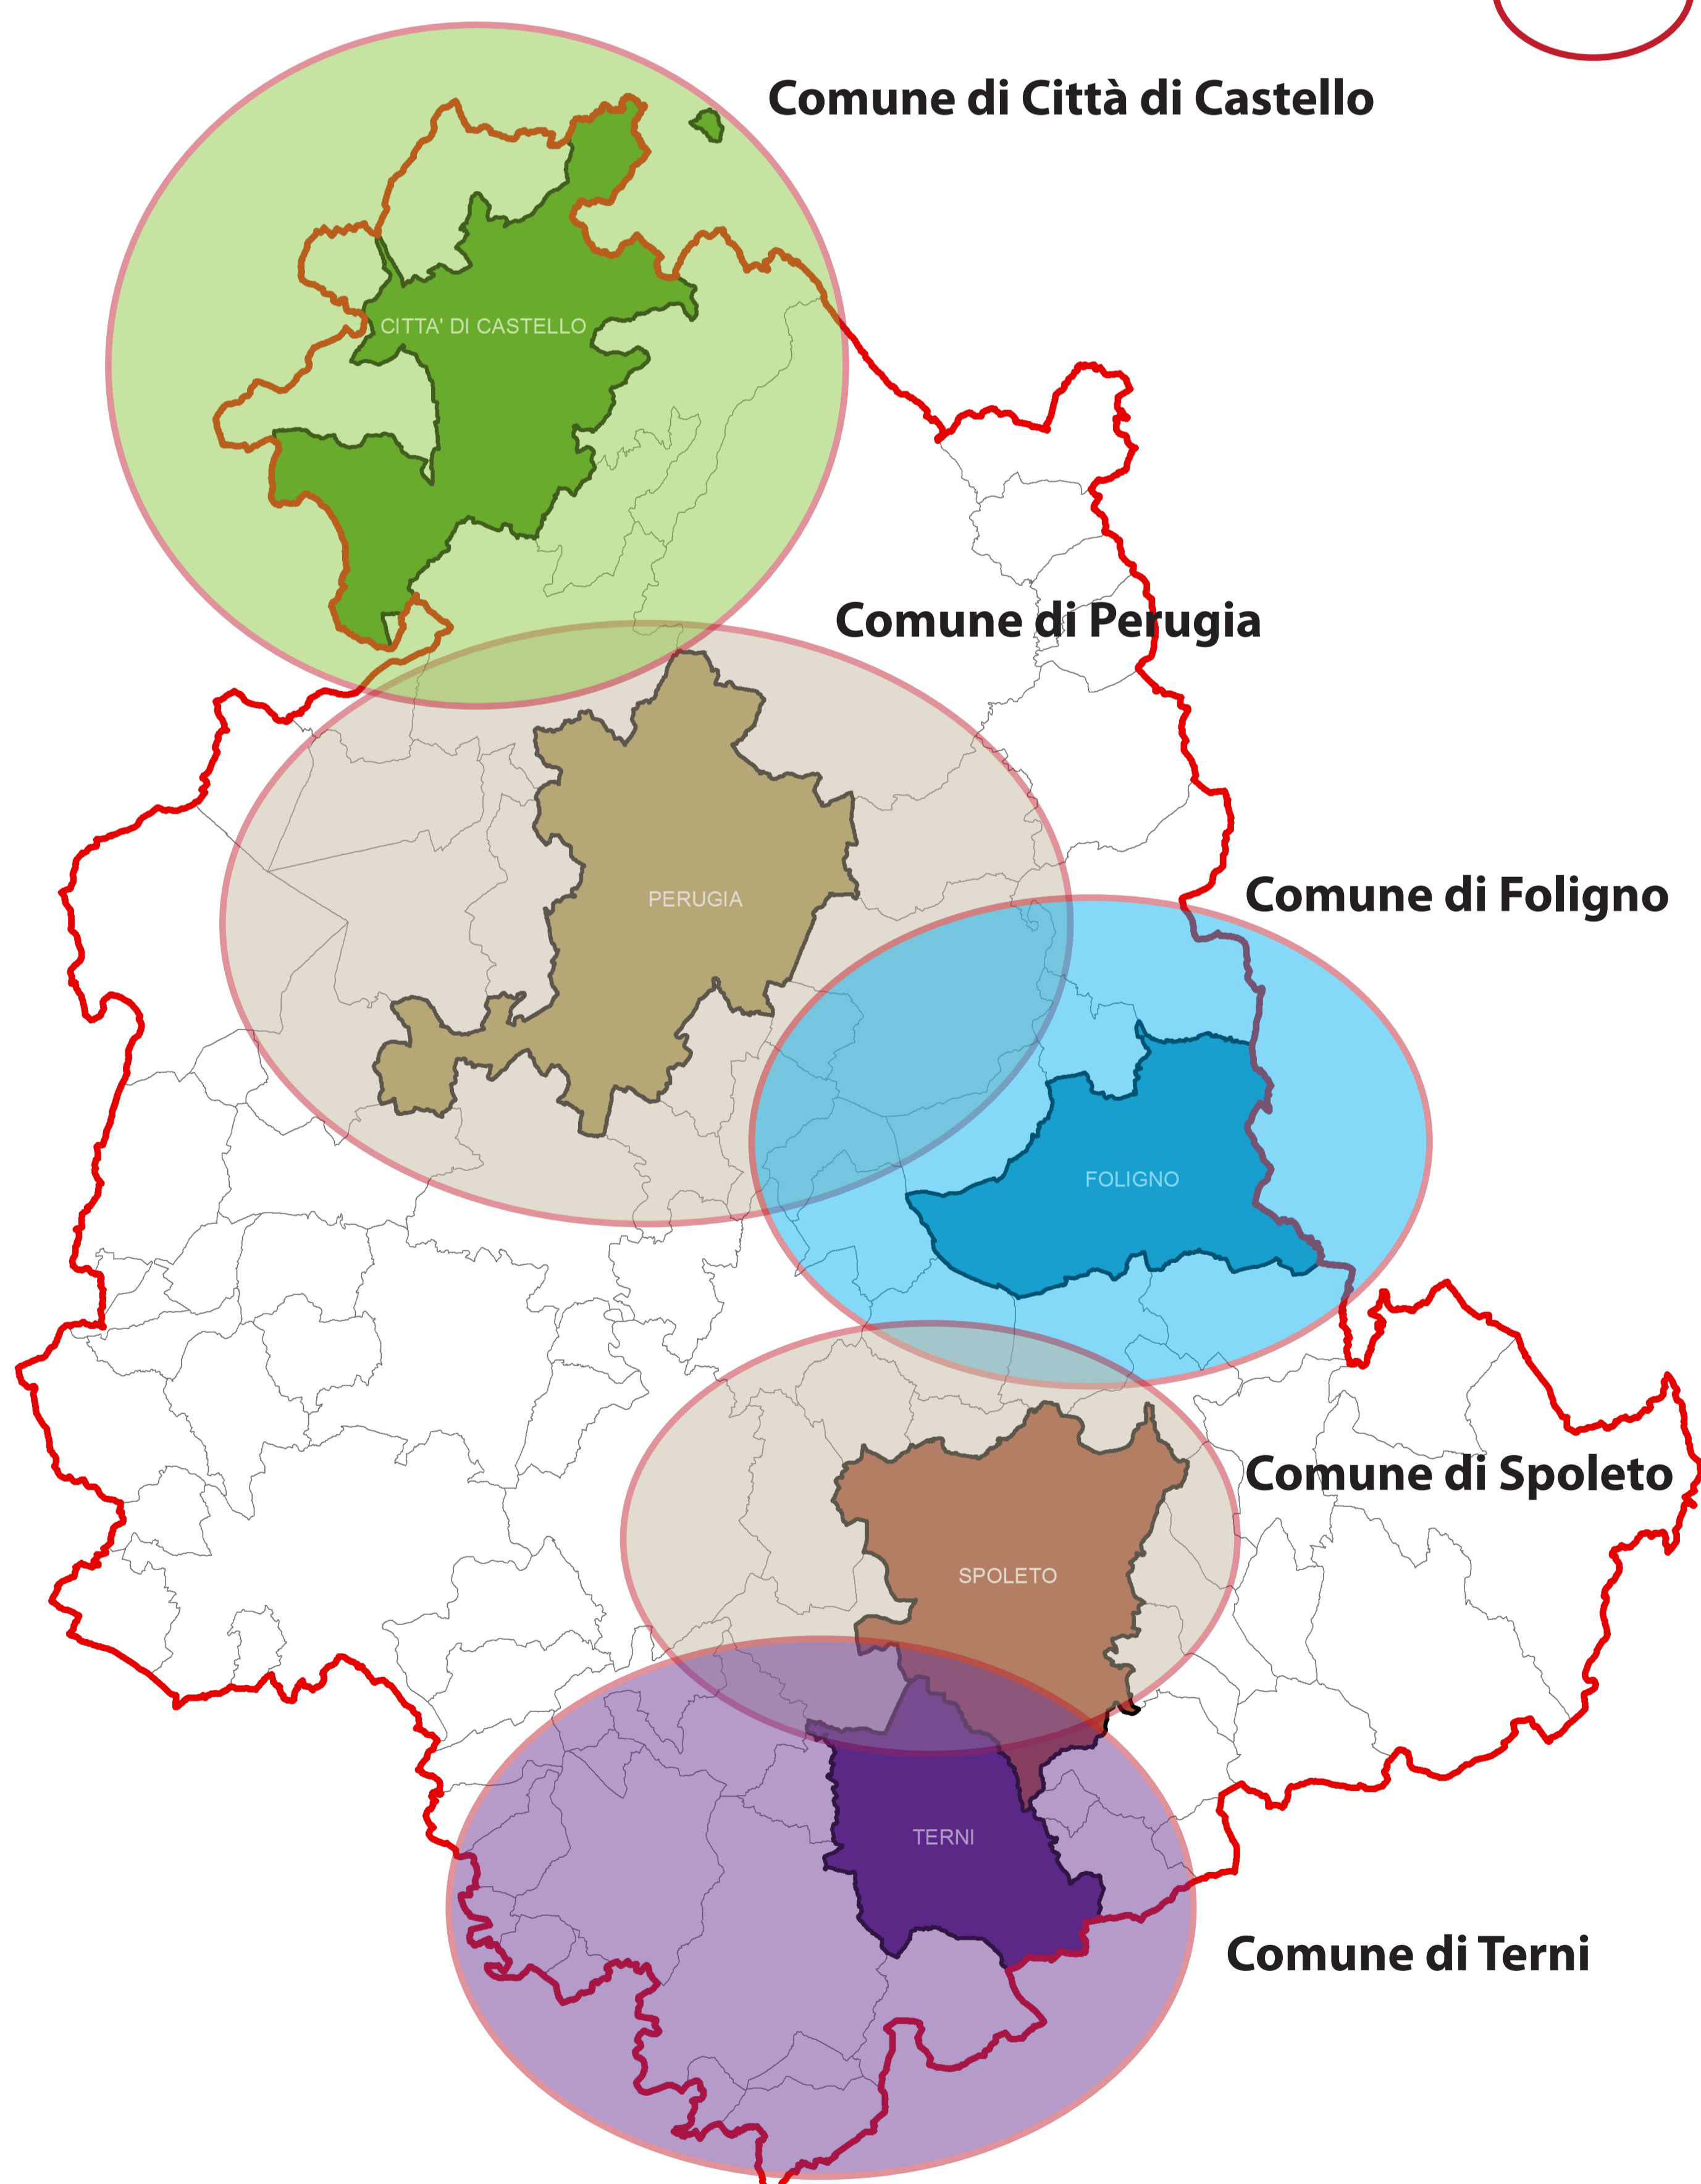 Comune di Città di Castello
CITTA' DI CASTELLO
Comune di Perugia
PERUGIA
Comune di Foligno
FOLIGNO
Comune di Spoleto
SPOLETO
TERNI
Comune di Terni